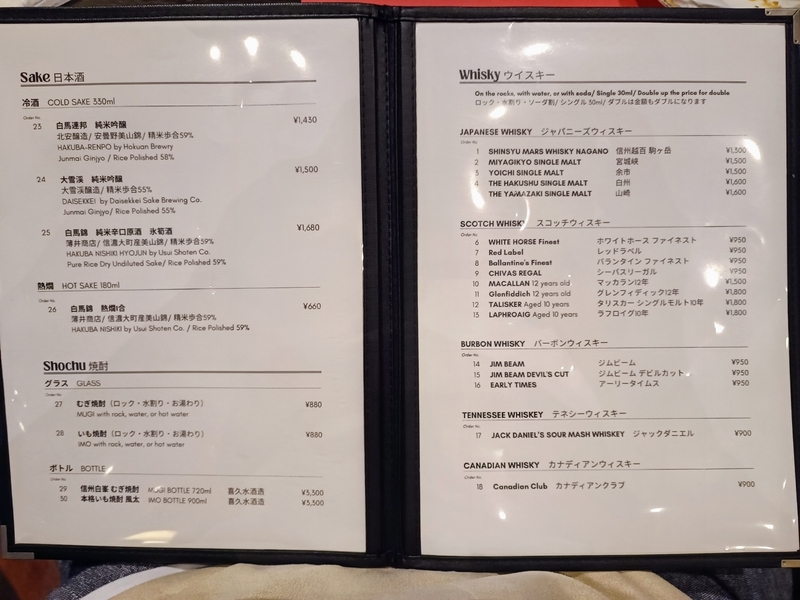 Sake 日本酒
冷酒 COLD SAKE 330ml
Order No.
23 白馬連邦 純米吟醸 ¥1,430
北安醸造/ 安曇野美山錦/ 精米歩合59%
HAKUBA-RENPO by Hokuan Brewry
Junmai Ginjyo / Rice Polished 58%
24 大雪渓 純米吟醸 ¥1,500
大雪渓醸造/ 精米歩合55%
DAISEKKEI by Daisekkei Sake Brewing Co.
Junmai Ginjyo/ Rice Polished 55%
25 白馬錦 純米辛口原酒 氷筍酒 ¥1,680
薄井商店/ 信濃大町産美山錦/ 精米歩合59%
HAKUBA NISHIKI HYOJUN by Usui Shoten Co.
Pure Rice Dry Undiluted Sake/ Rice Polished 59%
熱燗 HOT SAKE 180ml
Order No.
26 白馬錦 熱燗1合 ¥660
薄井商店/ 信濃大町産美山錦/ 精米歩合59%
HAKUBA NISHIKI by Usui Shoten Co. / Rice Polished 59%
Shochu 焼酎
グラス GLASS
Order No.
27 むぎ焼酎 (ロック・水割り・お湯わり) ¥880
MUGI with rock, water, or hot water
28 いも焼酎 (ロック・水割り・お湯わり) ¥880
IMO with rock, water, or hot water
ボトル BOTTLE
Order No.
29 信州白峯 むぎ焼酎 MUGI BOTTLE 720ml 喜久水酒造 ¥3,300
30 本格いも焼酎 風太 IMO BOTTLE 900ml 喜久水酒造 ¥3,300
Whisky ウイスキー
On the rocks, with water, or with soda/ Single 30ml/ Double up the price for double
ロック・水割り・ソーダ割/ シングル 30ml/ ダブルは金額もダブルになります
JAPANESE WHISKY ジャパニーズウィスキー
Order No.
1 SHINSYU MARS WHISKY NAGANO 信州越百 駒ヶ岳 ¥1,300
2 MIYAGIKYO SINGLE MALT 宮城峡 ¥1,500
3 YOICHI SINGLE MALT 余市 ¥1,500
4 THE HAKUSHU SINGLE MALT 白州 ¥1,600
THE YAMAZAKI SINGLE MALT 山崎 ¥1,600
SCOTCH WHISKY スコッチウィスキー
Order No.
6 WHITE HORSE Finest ホワイトホース ファイネスト ¥950
7 Red Label レッドラベル ¥950
8 Ballantine's Finest バランタイン ファイネスト ¥950
9 CHIVAS REGAL シーバスリーガル ¥950
10 MACALLAN 12 years old マッカラン12年 ¥1,500
11 Glenfiddich 12 years old グレンフィディック12年 ¥1,800
12 TALISKER Aged 10 years タリスカー シングルモルト10年 ¥1,800
13 LAPHROAIG Aged 10 years ラフロイグ10年 ¥1,800
BURBON WHISKY バーボンウィスキー
Order No.
14 JIM BEAM ジムビーム ¥950
15 JIM BEAM DEVIL'S CUT ジムビーム デビルカット ¥950
16 EARLY TIMES アーリータイムス ¥950
TENNESSEE WHISKEY テネシーウィスキー
Order No.
17 JACK DANIEL'S SOUR MASH WHISKEY ジャックダニエル ¥900
CANADIAN WHISKY カナディアンウィスキー
Order No.
18 Canadian Club カナディアンクラブ ¥900